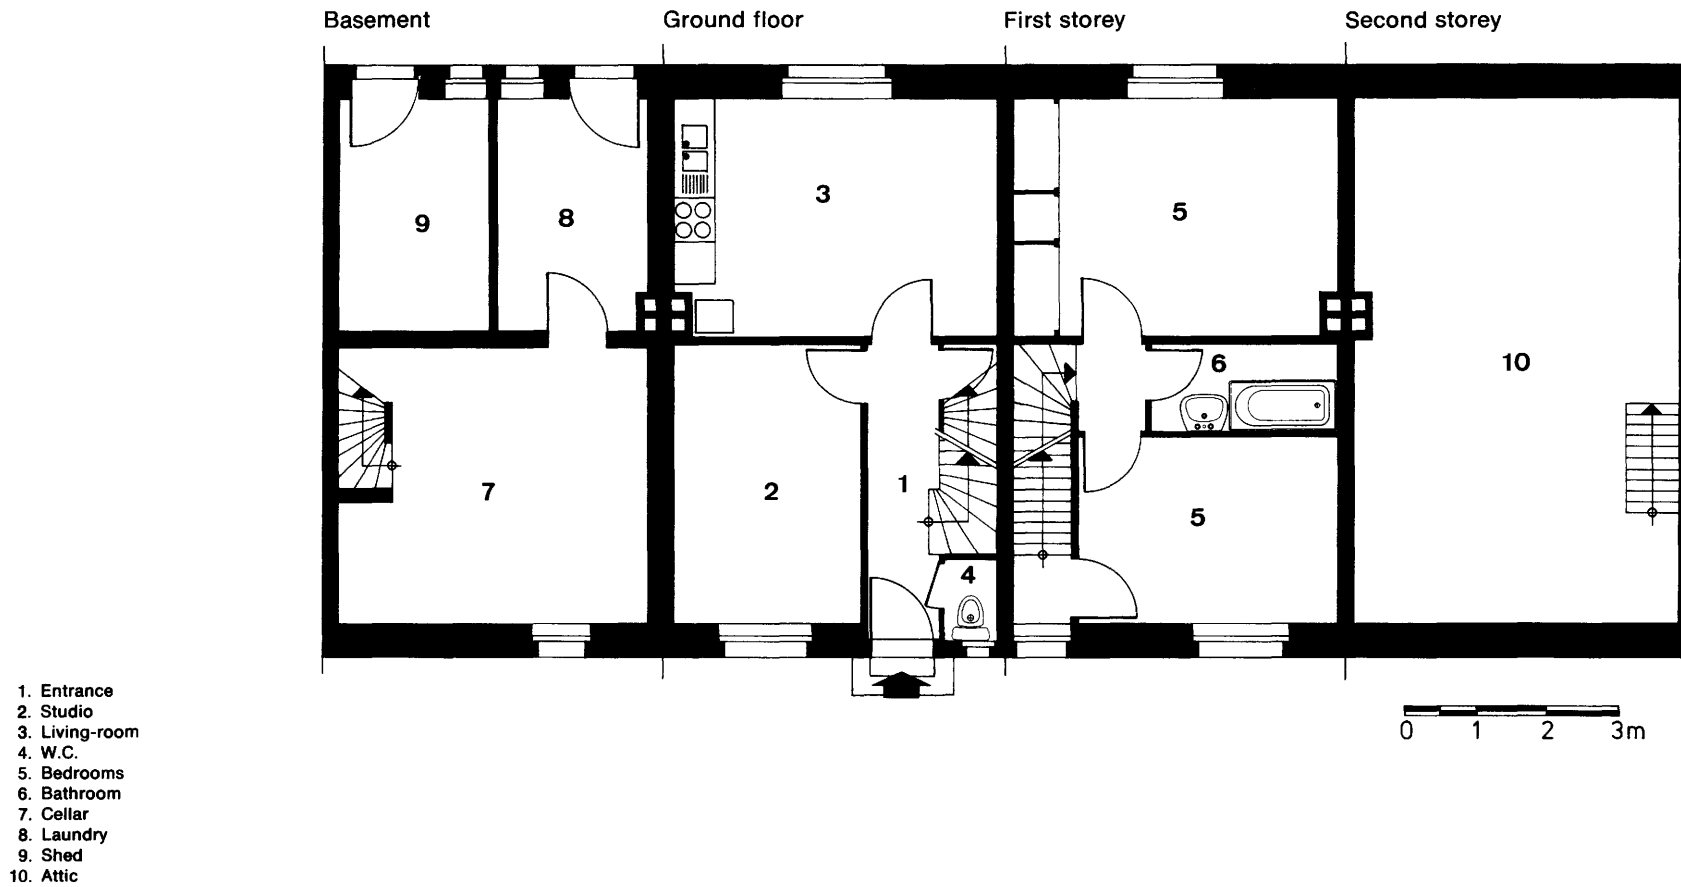 Basement Ground floor First storey Second storey
9 8 3 5 10
6
7 2 1 5
4
0 1 2 3m
1. Entrance
2. Studio
3. Living-room
4. W.C.
5. Bedrooms
6. Bathroom
7. Cellar
8. Laundry
9. Shed
10. Attic